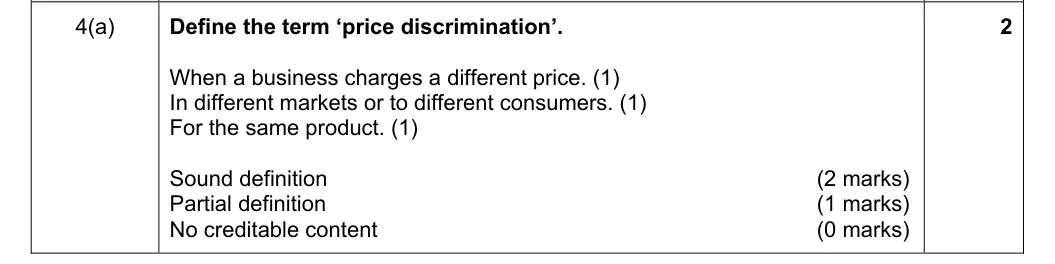 4(a) Define the term ‘price discrimination’. 2
When a business charges a different price. (1)
In different markets or to different consumers. (1)
For the same product. (1)
Sound definition (2 marks)
Partial definition (1 marks)
No creditable content (0 marks)